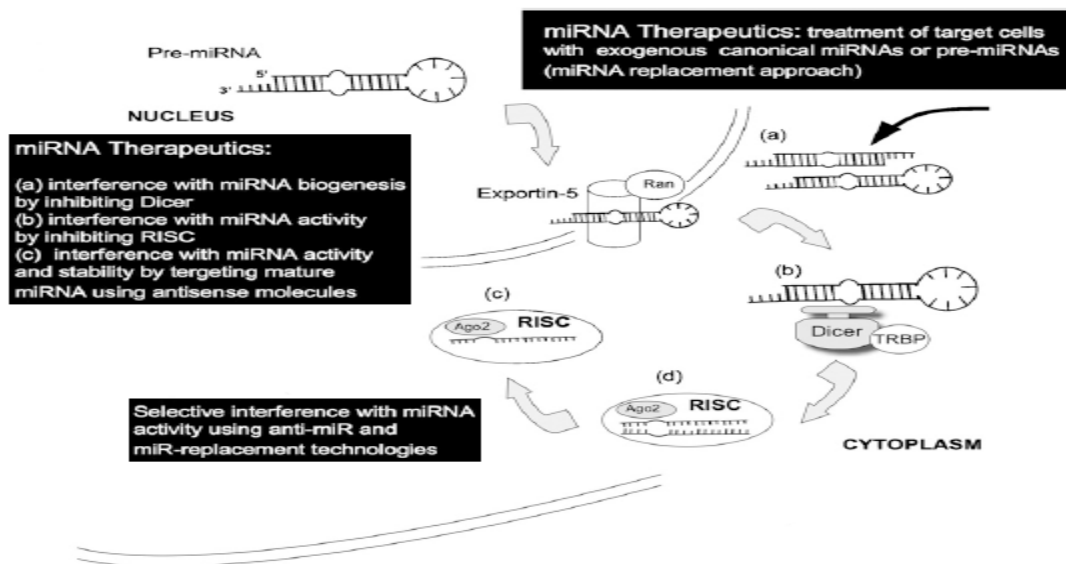 Pre-miRNA
5'
3'
NUCLEUS
miRNA Therapeutics: treatment of target cells
with exogenous canonical miRNAs or pre-miRNAs
(miRNA replacement approach)
miRNA Therapeutics:
(a) interference with miRNA biogenesis
by inhibiting Dicer
(b) interference with miRNA activity
by inhibiting RISC
(c) interference with miRNA activity
and stability by tergeting mature
miRNA using antisense molecules
Exportin-5
Ran
(a)
(b)
Dicer
TRBP
(c)
Ago2
RISC
(d)
Ago2
RISC
Selective interference with miRNA
activity using anti-miR and
miR-replacement technologies
CYTOPLASM